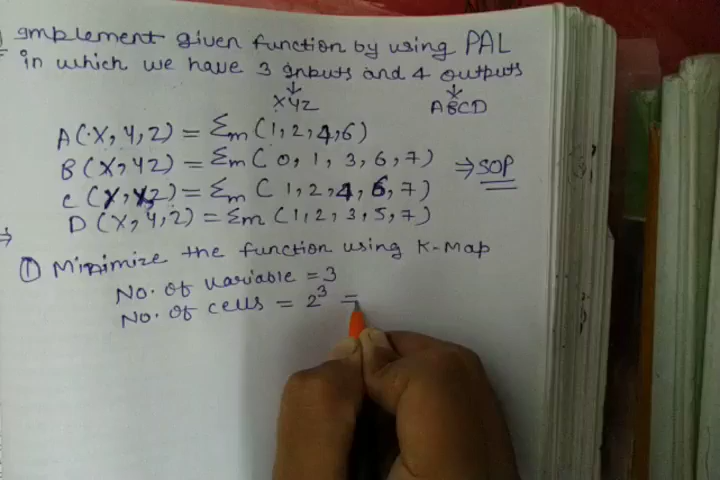 implement given function by using PAL
in which we have 3 inputs and 4 outputs
↓ ↓
XYZ ABCD
A(X, Y, Z) = Σm (1, 2, 4, 6)
B(X, YZ) = Σm (0, 1, 3, 6, 7) ⇒ SOP
C(X, YZ) = Σm (1, 2, 4, 6, 7)
D(X, Y, Z) = Σm (1, 2, 3, 5, 7)
⇒
① Minimize the function using K-Map
No. of variable = 3
No. of cells = 2³ =